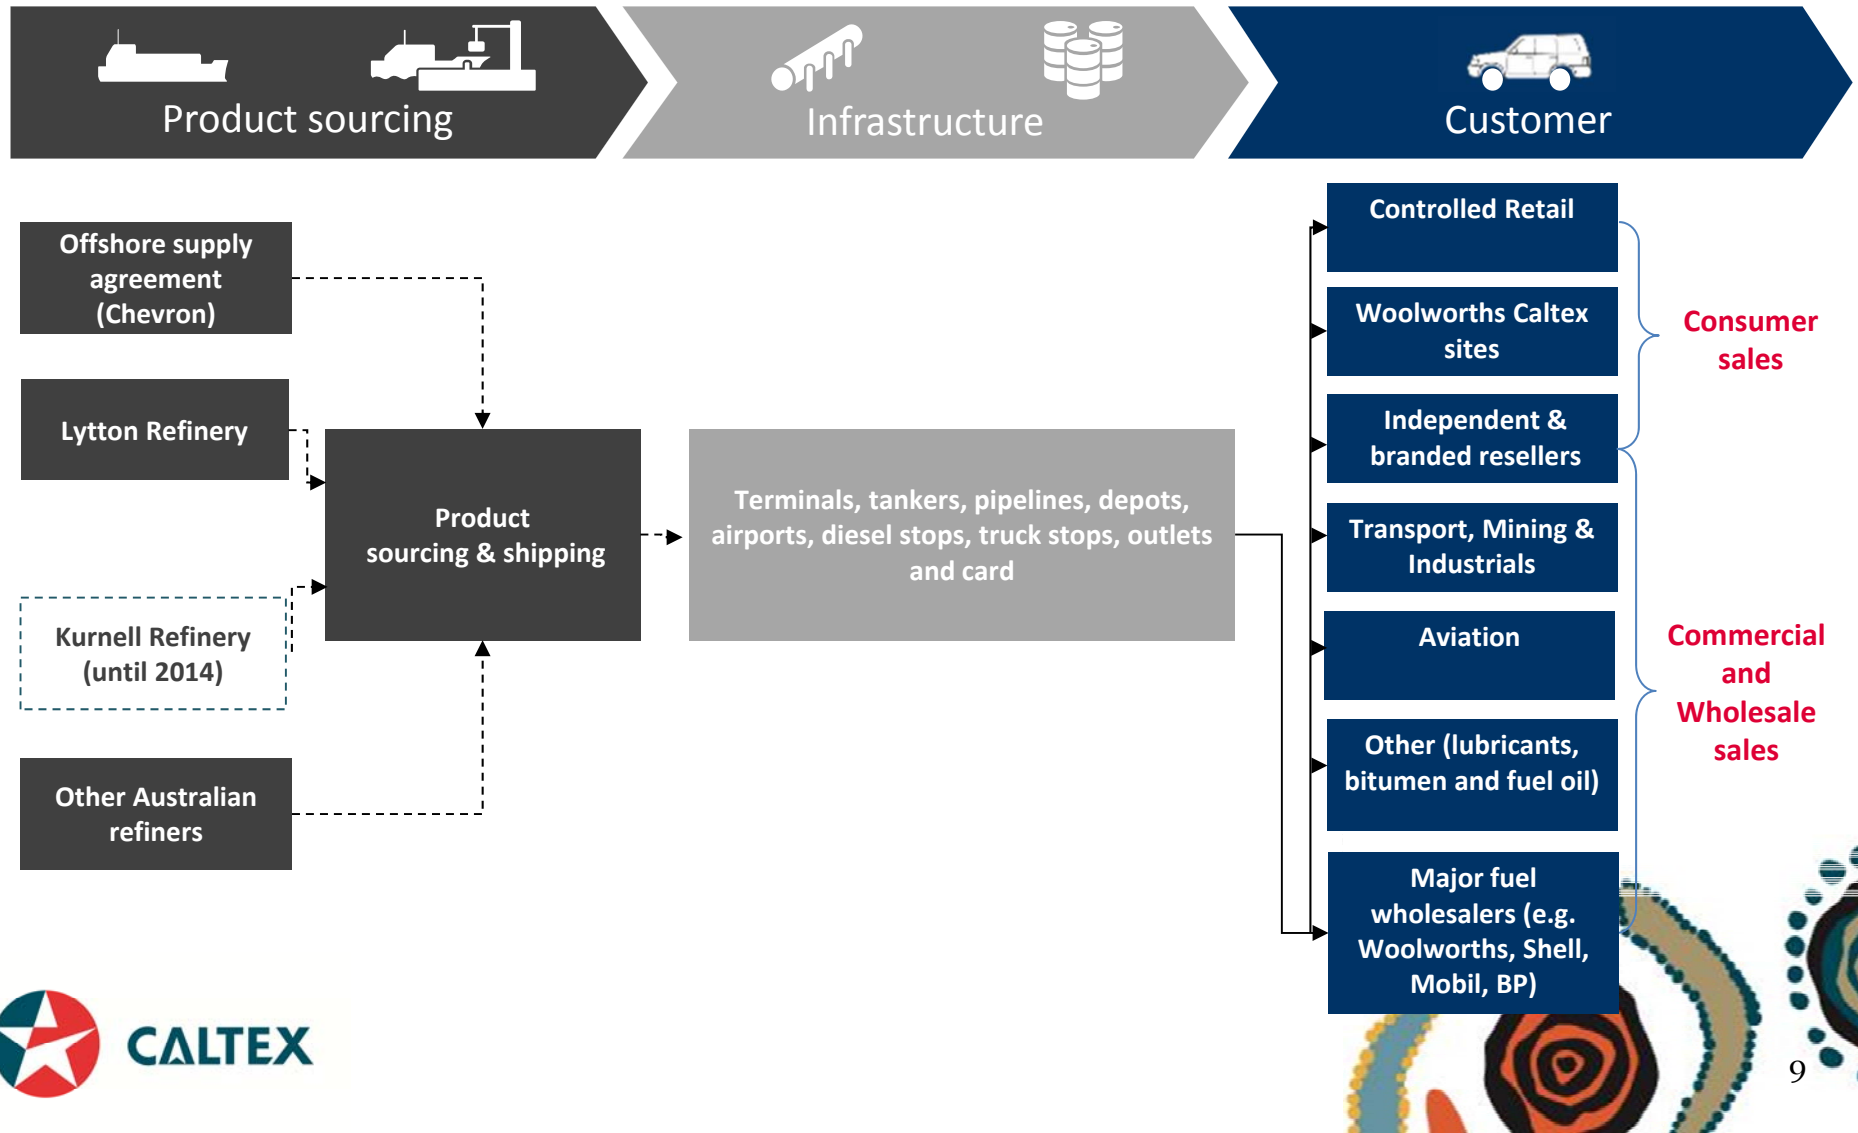 Product sourcing
Infrastructure
Customer
Offshore supply
agreement
(Chevron)
Lytton Refinery
Kurnell Refinery
(until 2014)
Other Australian
refiners
Product
sourcing & shipping
Terminals, tankers, pipelines, depots,
airports, diesel stops, truck stops, outlets
and card
Controlled Retail
Woolworths Caltex
sites
Independent &
branded resellers
Transport, Mining &
Industrials
Aviation
Other (lubricants,
bitumen and fuel oil)
Major fuel
wholesalers (e.g.
Woolworths, Shell,
Mobil, BP)
Consumer
sales
Commercial
and
Wholesale
sales
CALTEX
9